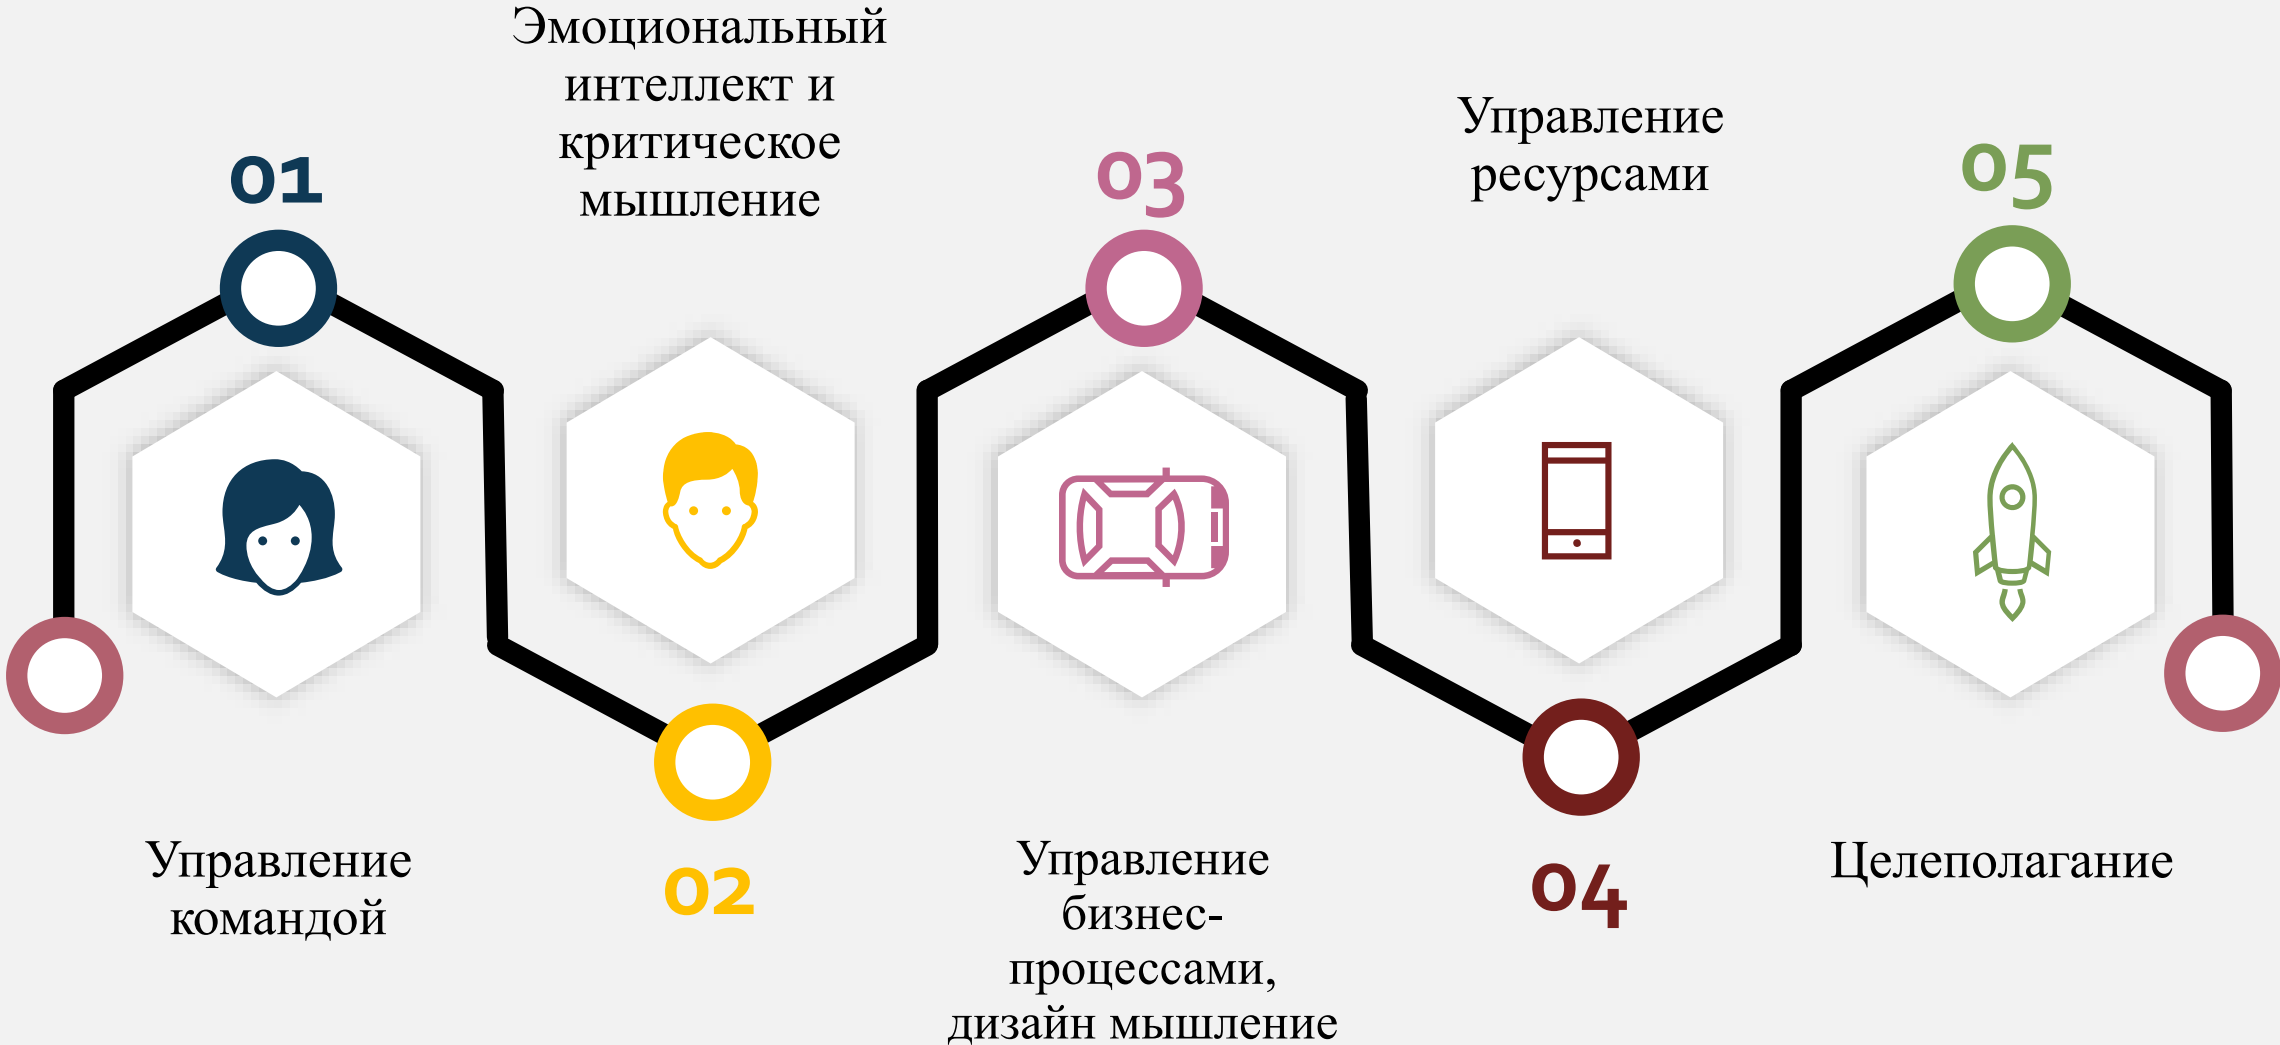 01
Управление
командой
Эмоциональный
интеллект и
критическое
мышление
02
03
Управление
бизнес-
процессами,
дизайн мышление
Управление
ресурсами
04
05
Целеполагание